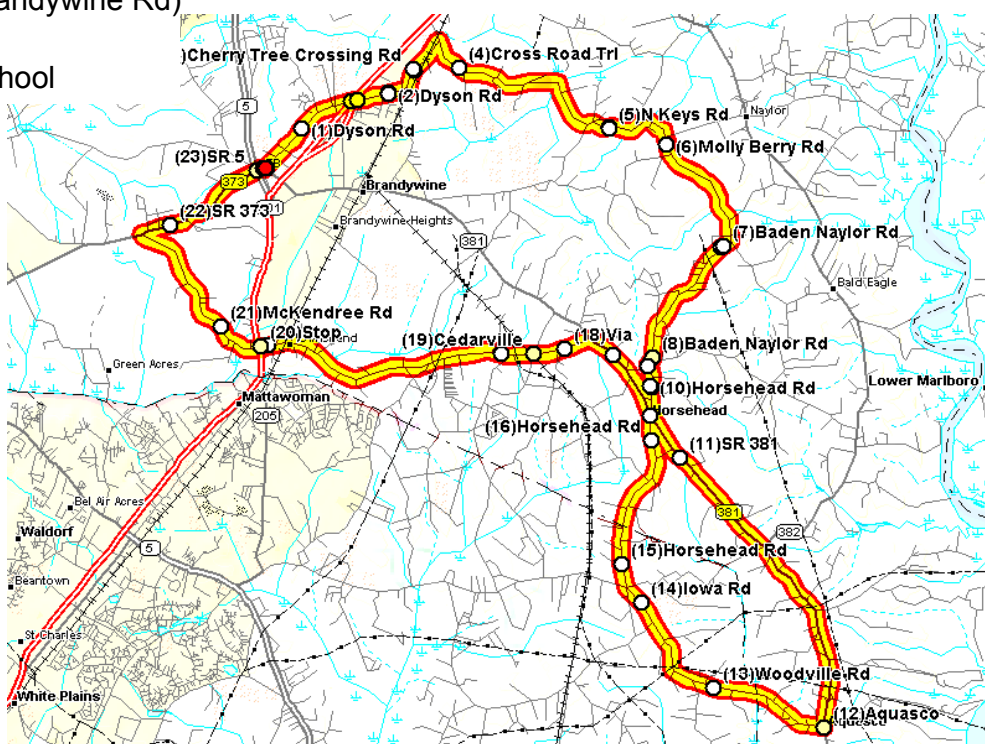 andywine Rd)
hool
)Cherry Tree Crossing Rd
(4)Cross Road Trl
5
(2)Dyson Rd
Naylor
(5)N Keys Rd
(1)Dyson Rd
(6)Molly Berry Rd
(23)SR 5
373
Brandywine
(22)SR 373
Brandywine Heights
381
(7)Baden Naylor Rd
Bald Eagle
(21)McKendree Rd
(20)Stop
(18)Via
(19)Cedarville
(8)Baden Naylor Rd
Green Acres
(10)Horsehead Rd
Lower Marlboro
Mattawoman
205
Horsehead
(16)Horsehead Rd
(11)SR 381
Bel Air Acres
381
Waldorf
5
382
(15)Horsehead Rd
Beantown
(14)Iowa Rd
St Charles
(13)Woodville Rd
White Plains
(12)Aquasco